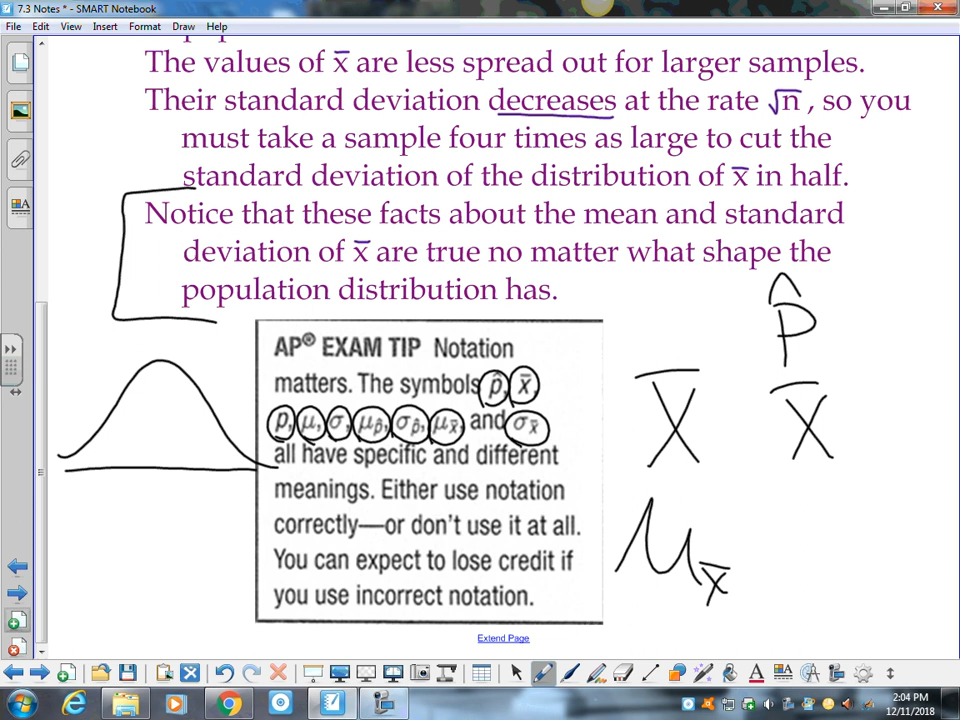 7.3 Notes * - SMART Notebook
File Edit View Insert Format Draw Help
The values of x̄ are less spread out for larger samples.
Their standard deviation decreases at the rate √n , so you
must take a sample four times as large to cut the
standard deviation of the distribution of x̄ in half.
Notice that these facts about the mean and standard
deviation of x̄ are true no matter what shape the
population distribution has.
AP® EXAM TIP Notation
matters. The symbols p̂, x̄,
p, μ, σ, μp̂, σp̂, μx̄, and σx̄
all have specific and different
meanings. Either use notation
correctly—or don't use it at all.
You can expect to lose credit if
you use incorrect notation.
p̂
x̄ x̄
μx̄
Extend Page
2:04 PM
12/11/2018